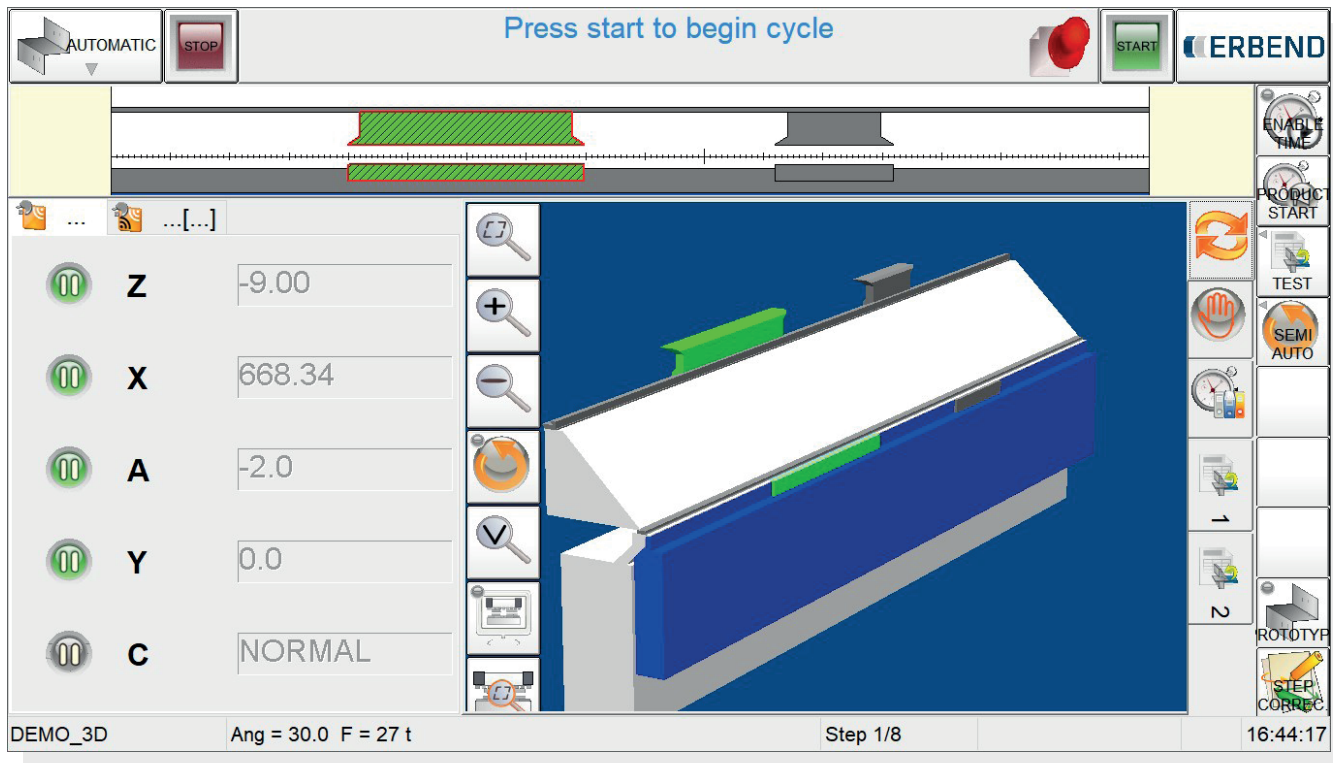 AUTOMATIC
STOP
Press start to begin cycle
START
ERBEND
ENABLE
TIME
PRODUCT
START
TEST
SEMI
AUTO
ROTOTYP
STEP
CORREC.
... ...[...]
Z -9.00
X 668.34
A -2.0
Y 0.0
C NORMAL
1
2
DEMO_3D Ang = 30.0 F = 27 t Step 1/8 16:44:17